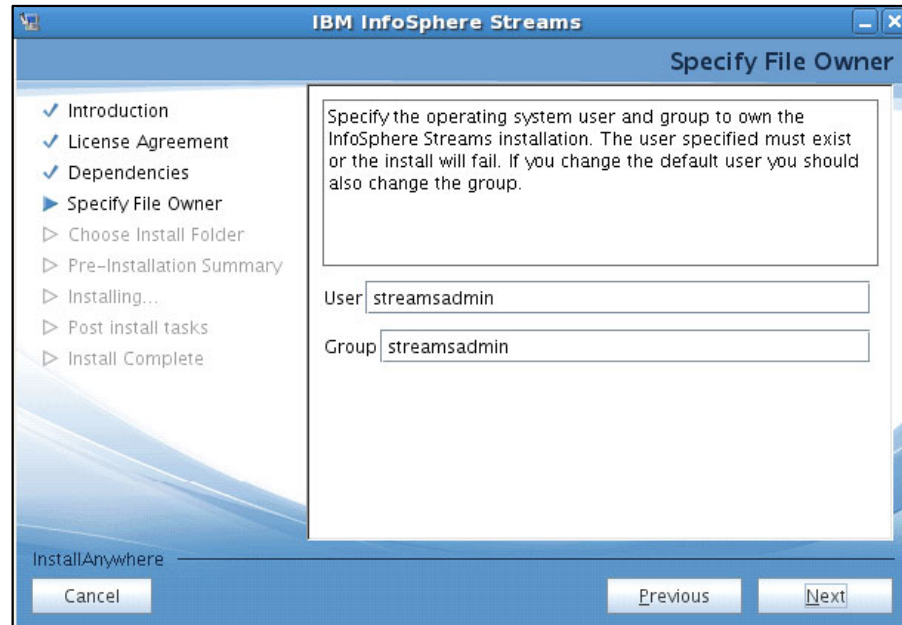 IBM InfoSphere Streams
Specify File Owner
Introduction
License Agreement
Dependencies
Specify File Owner
Choose Install Folder
Pre-Installation Summary
Installing...
Post install tasks
Install Complete
Specify the operating system user and group to own the
InfoSphere Streams installation. The user specified must exist
or the install will fail. If you change the default user you should
also change the group.
User streamsadmin
Group streamsadmin
InstallAnywhere
Cancel
Previous
Next